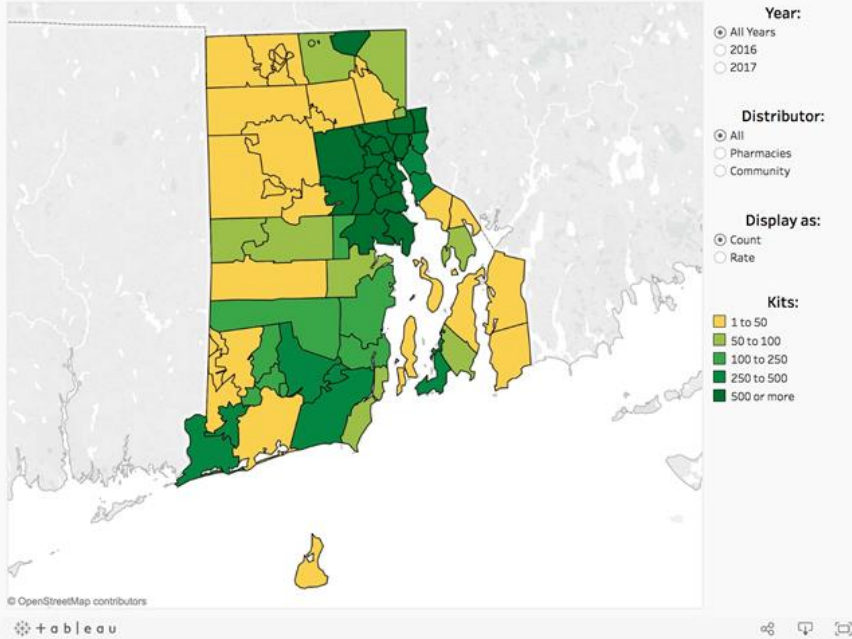 Year:
All Years
2016
2017
Distributor:
All
Pharmacies
Community
Display as:
Count
Rate
Kits:
1 to 50
50 to 100
100 to 250
250 to 500
500 or more
© OpenStreetMap contributors
+ a b | e a u